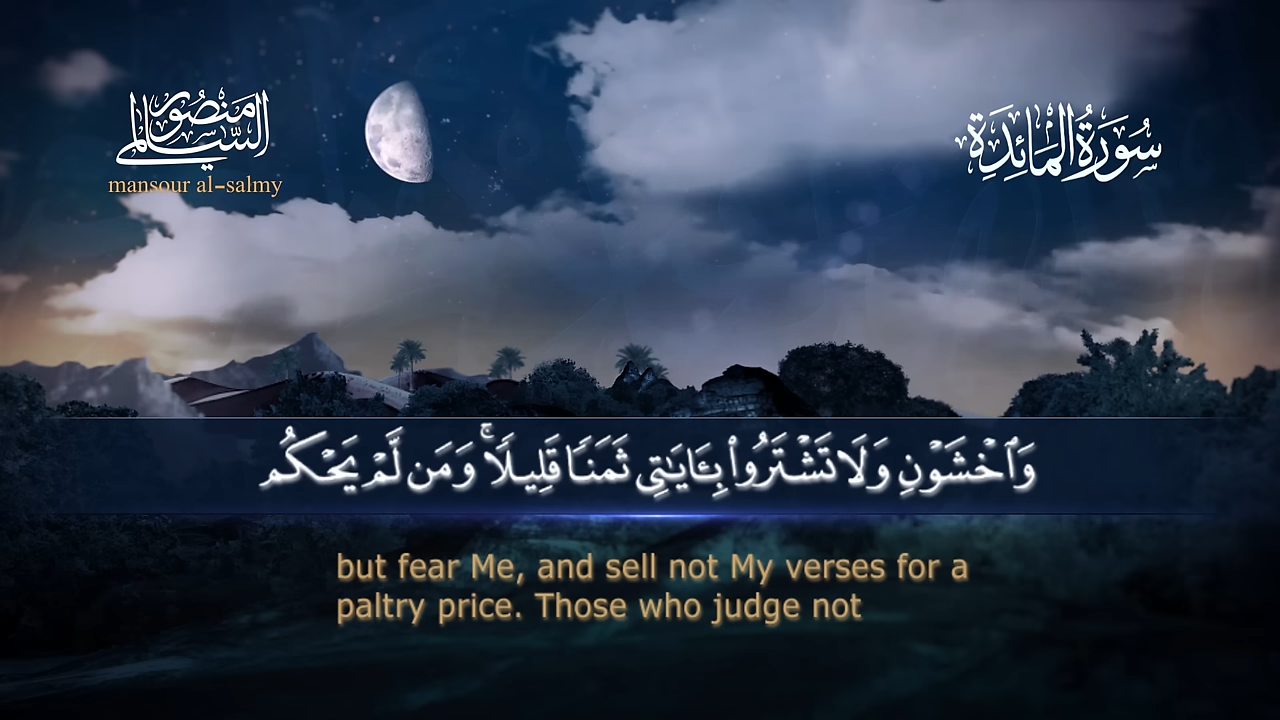 منصور السالمي
mansour al-salmy
سُورَةُ الْمَائِدَةِ
وَٱخْشَوْنِ وَلَا تَشْتَرُوا۟ بِـَٔايَـٰتِى ثَمَنًا قَلِيلًا ۚ وَمَن لَّمْ يَحْكُم
but fear Me, and sell not My verses for a
paltry price. Those who judge not